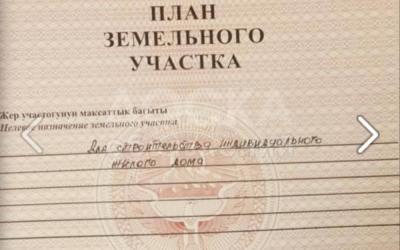 ПЛАН
ЗЕМЕЛЬНОГО
УЧАСТКА
Жер участогунун максаттык багыты
Целевое назначение земельного участка
Для строительства индивидуального
жилого дома